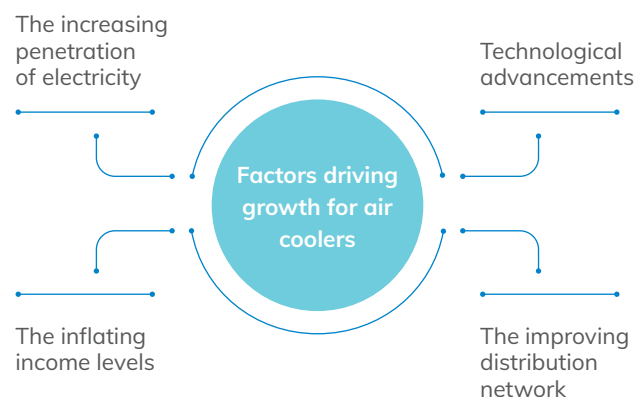 The increasing
penetration
of electricity
Technological
advancements
Factors driving
growth for air
coolers
The inflating
income levels
The improving
distribution
network